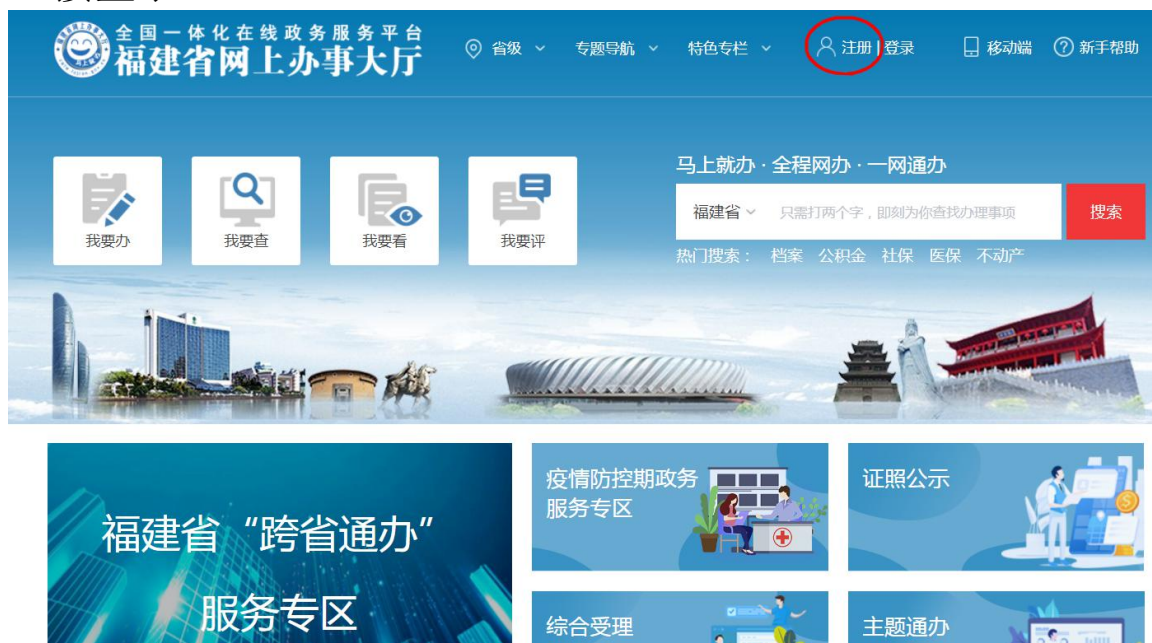 全国一体化在线政务服务平台
福建省网上办事大厅
省级 专题导航 特色专栏 注册 | 登录 移动端 新手帮助
马上就办 · 全程网办 · 一网通办
福建省 只需打两个字，即刻为你查找办理事项 搜索
我要办 我要查 我要看 我要评
热门搜索： 档案 公积金 社保 医保 不动产
福建省“跨省通办”
服务专区
疫情防控期政务
服务专区
证照公示
综合受理
主题通办